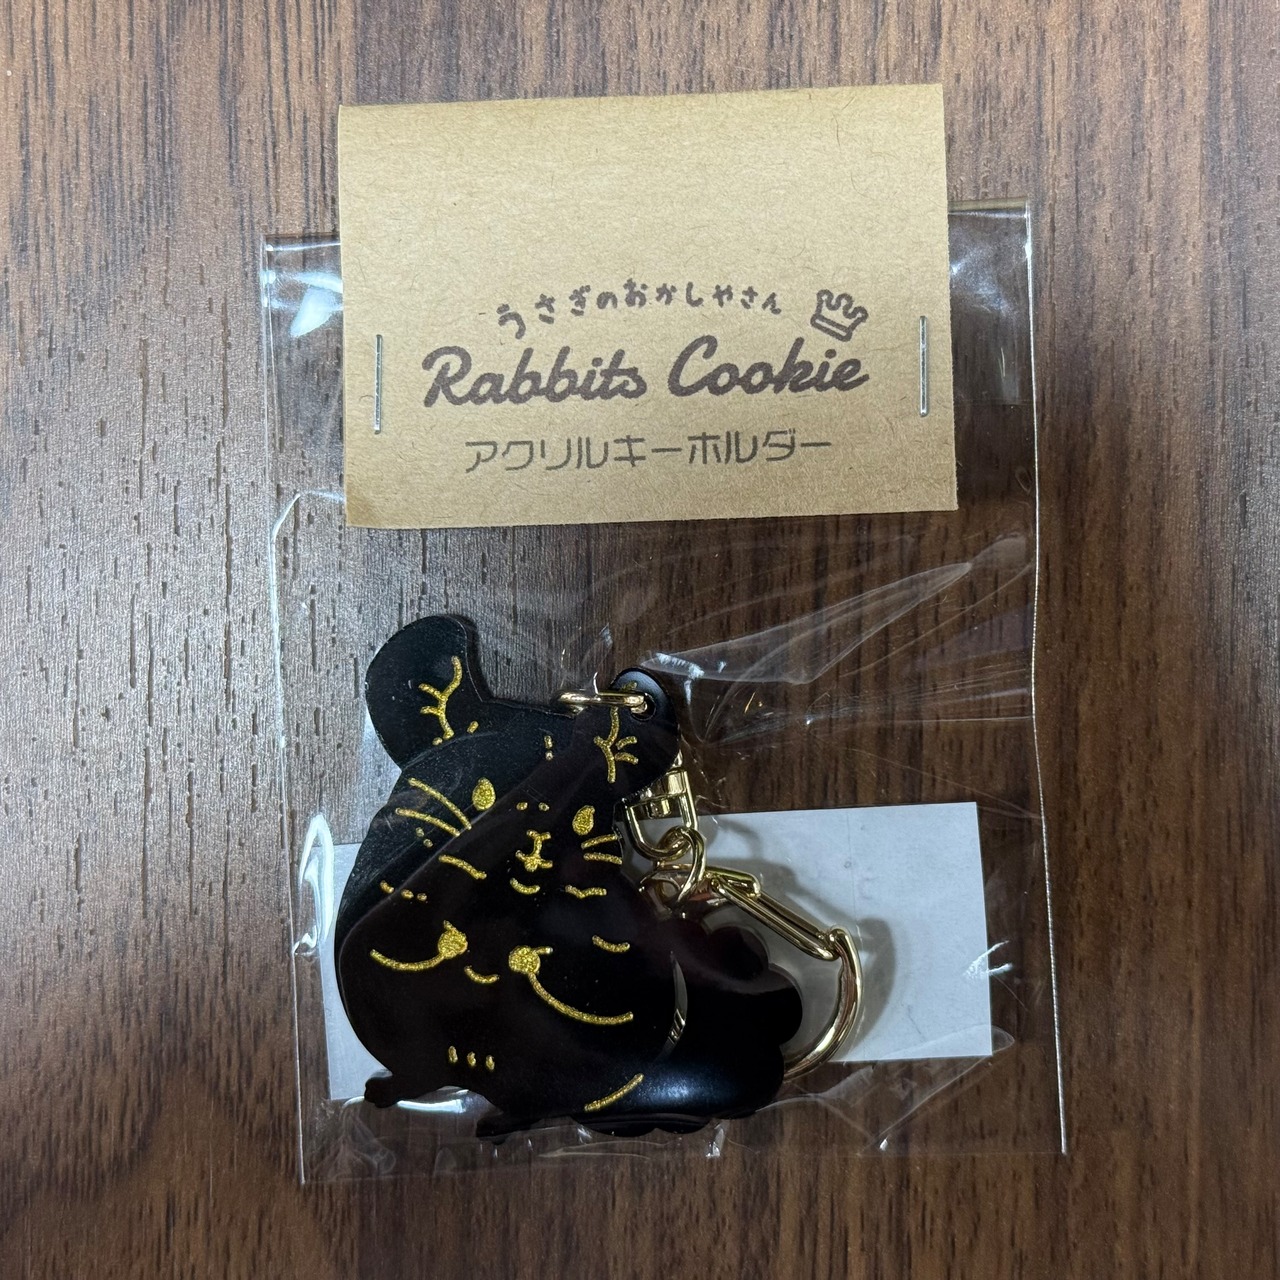 うさぎのおかしやさん
Rabbits Cookie
アクリルキーホルダー